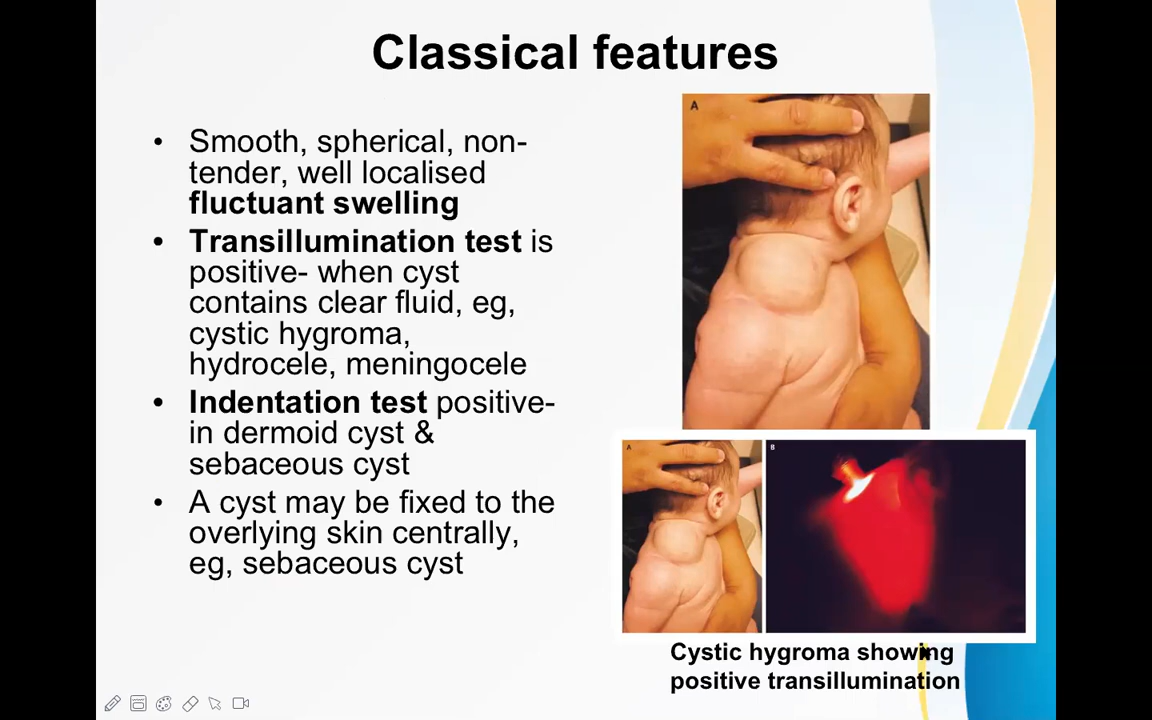 Classical features
• Smooth, spherical, non-
tender, well localised
fluctuant swelling
• Transillumination test is
positive- when cyst
contains clear fluid, eg,
cystic hygroma,
hydrocele, meningocele
• Indentation test positive-
in dermoid cyst &
sebaceous cyst
• A cyst may be fixed to the
overlying skin centrally,
eg, sebaceous cyst
A
A
B
Cystic hygroma showing
positive transillumination